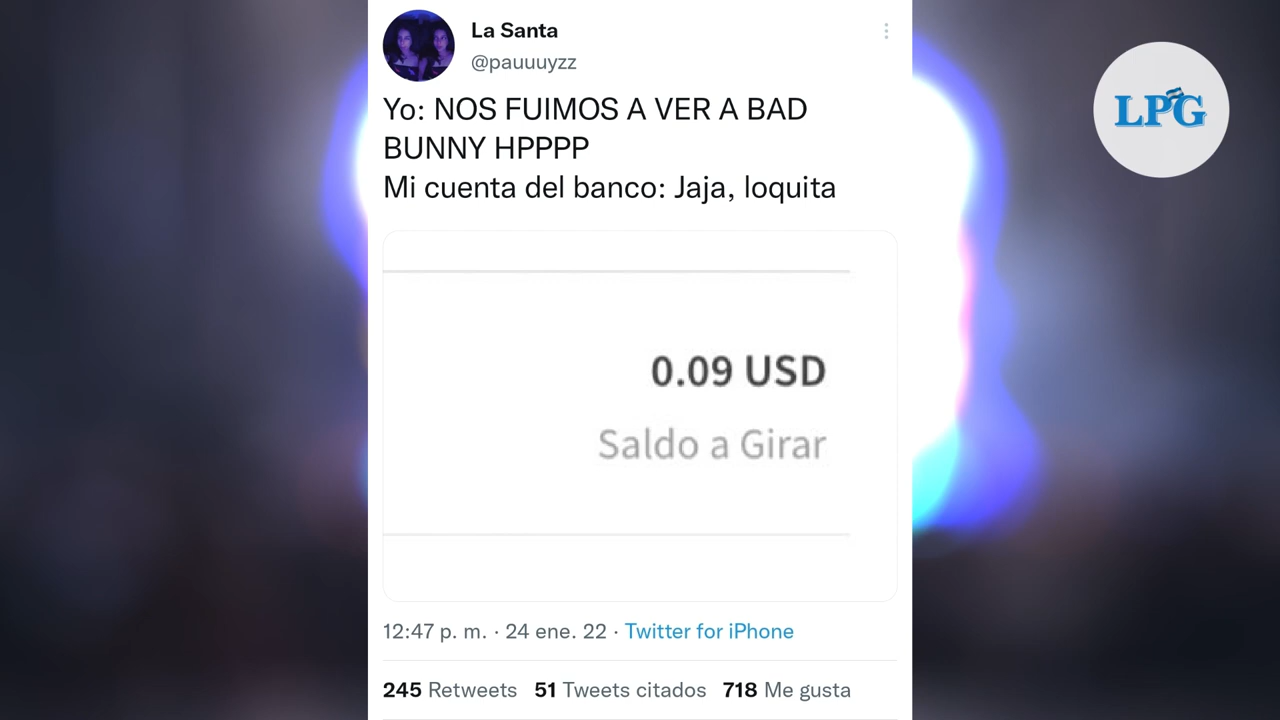 La Santa
@pauuuyzz
LPG
Yo: NOS FUIMOS A VER A BAD
BUNNY HPPPP
Mi cuenta del banco: Jaja, loquita
0.09 USD
Saldo a Girar
12:47 p. m. · 24 ene. 22 · Twitter for iPhone
245 Retweets 51 Tweets citados 718 Me gusta